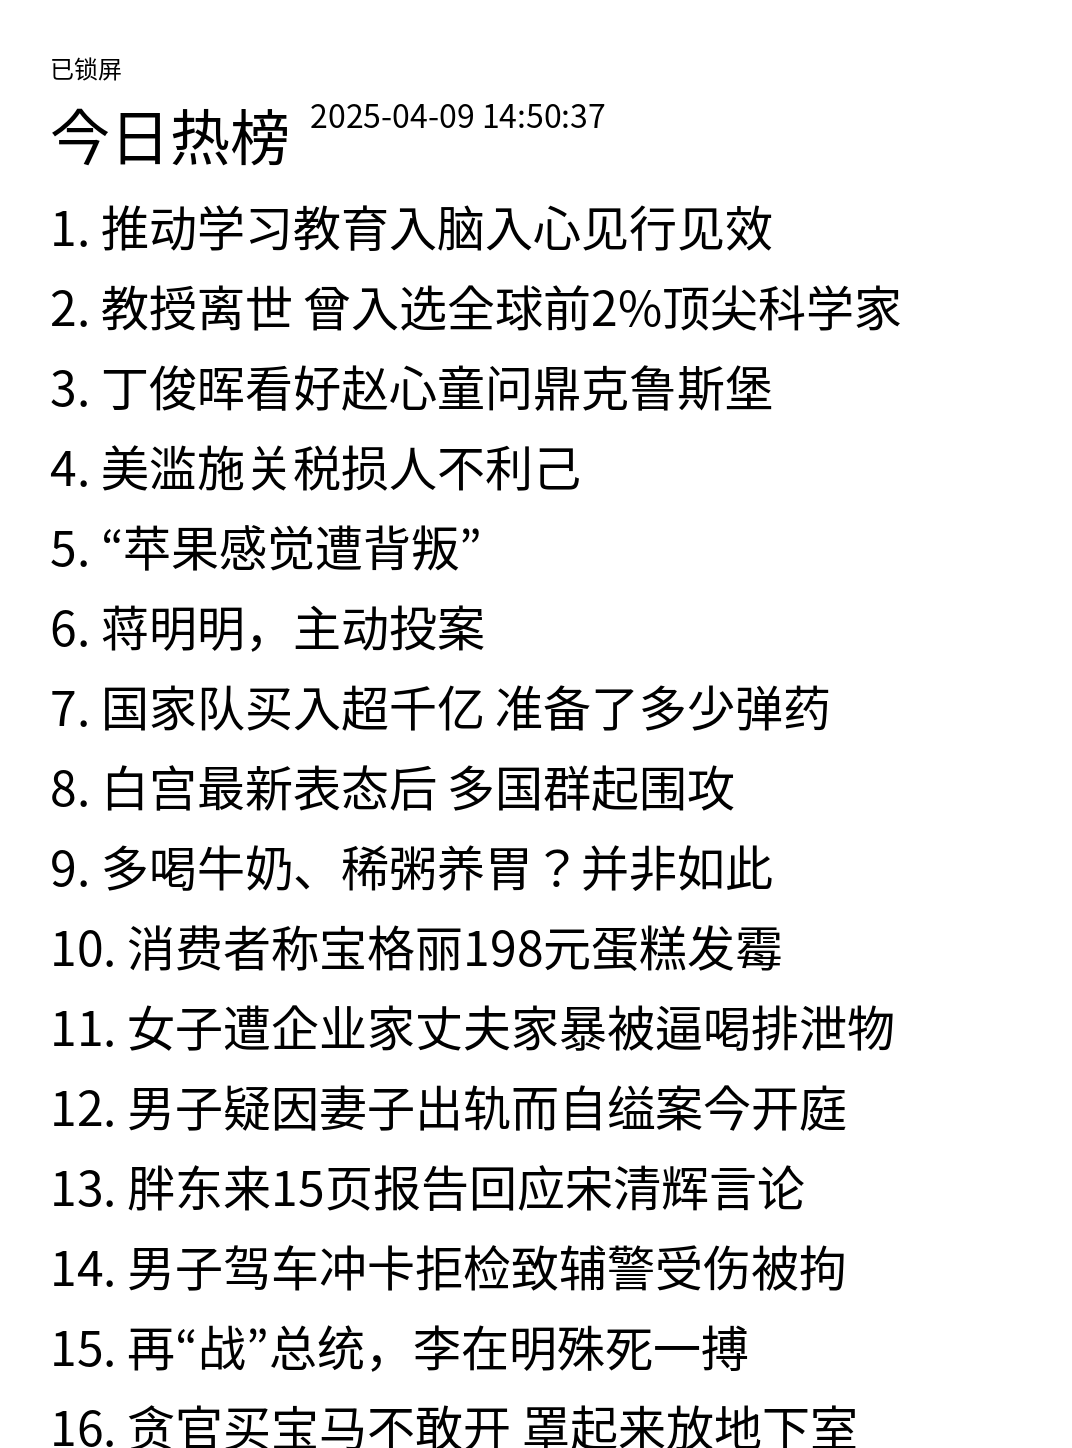 已锁屏
今日热榜 2025-04-09 14:50:37
1. 推动学习教育入脑入心见行见效
2. 教授离世 曾入选全球前2%顶尖科学家
3. 丁俊晖看好赵心童问鼎克鲁斯堡
4. 美滥施关税损人不利己
5. “苹果感觉遭背叛”
6. 蒋明明，主动投案
7. 国家队买入超千亿 准备了多少弹药
8. 白宫最新表态后 多国群起围攻
9. 多喝牛奶、稀粥养胃？并非如此
10. 消费者称宝格丽198元蛋糕发霉
11. 女子遭企业家丈夫家暴被逼喝排泄物
12. 男子疑因妻子出轨而自缢案今开庭
13. 胖东来15页报告回应宋清辉言论
14. 男子驾车冲卡拒检致辅警受伤被拘
15. 再“战”总统，李在明殊死一搏
16. 贪官买宝马不敢开 罩起来放地下室